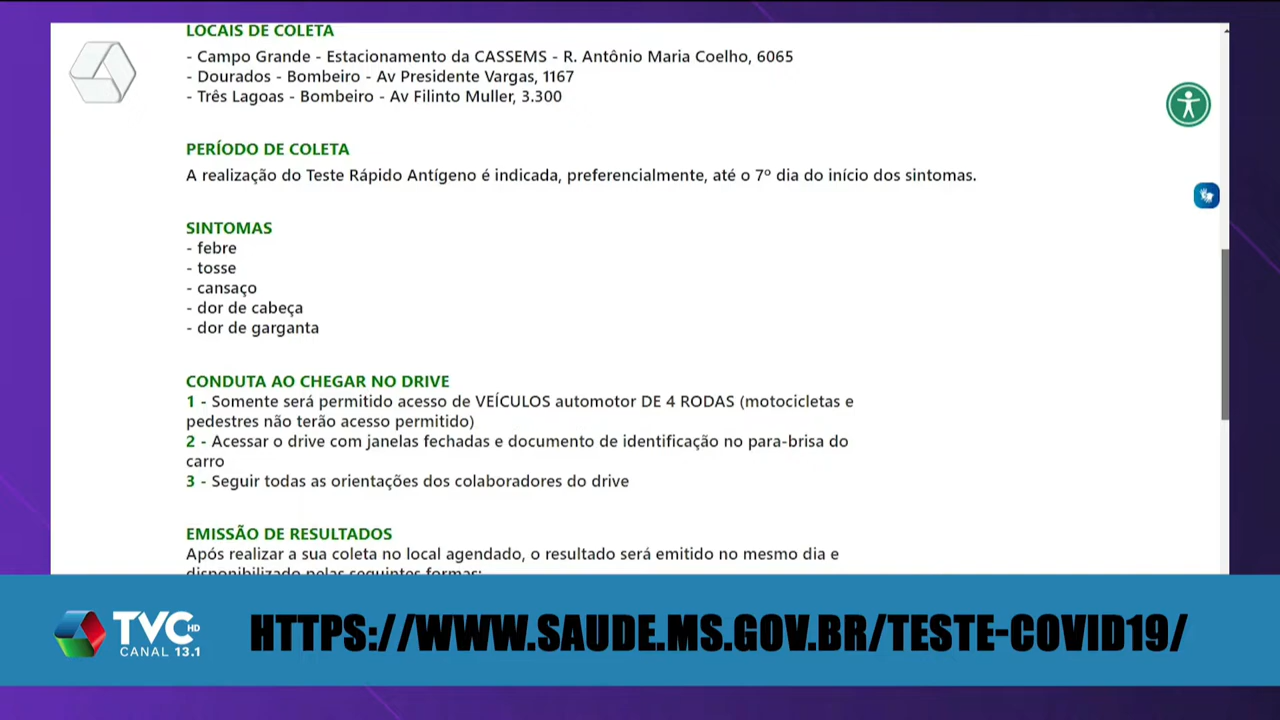 LOCAIS DE COLETA
- Campo Grande - Estacionamento da CASSEMS - R. Antônio Maria Coelho, 6065
- Dourados - Bombeiro - Av Presidente Vargas, 1167
- Três Lagoas - Bombeiro - Av Filinto Muller, 3.300
PERÍODO DE COLETA
A realização do Teste Rápido Antígeno é indicada, preferencialmente, até o 7º dia do início dos sintomas.
SINTOMAS
- febre
- tosse
- cansaço
- dor de cabeça
- dor de garganta
CONDUTA AO CHEGAR NO DRIVE
1 - Somente será permitido acesso de VEÍCULOS automotor DE 4 RODAS (motocicletas e
pedestres não terão acesso permitido)
2 - Acessar o drive com janelas fechadas e documento de identificação no para-brisa do
carro
3 - Seguir todas as orientações dos colaboradores do drive
EMISSÃO DE RESULTADOS
Após realizar a sua coleta no local agendado, o resultado será emitido no mesmo dia e
disponibilizado pelas seguintes formas:
TVC HD
CANAL 13.1
HTTPS://WWW.SAUDE.MS.GOV.BR/TESTE-COVID19/